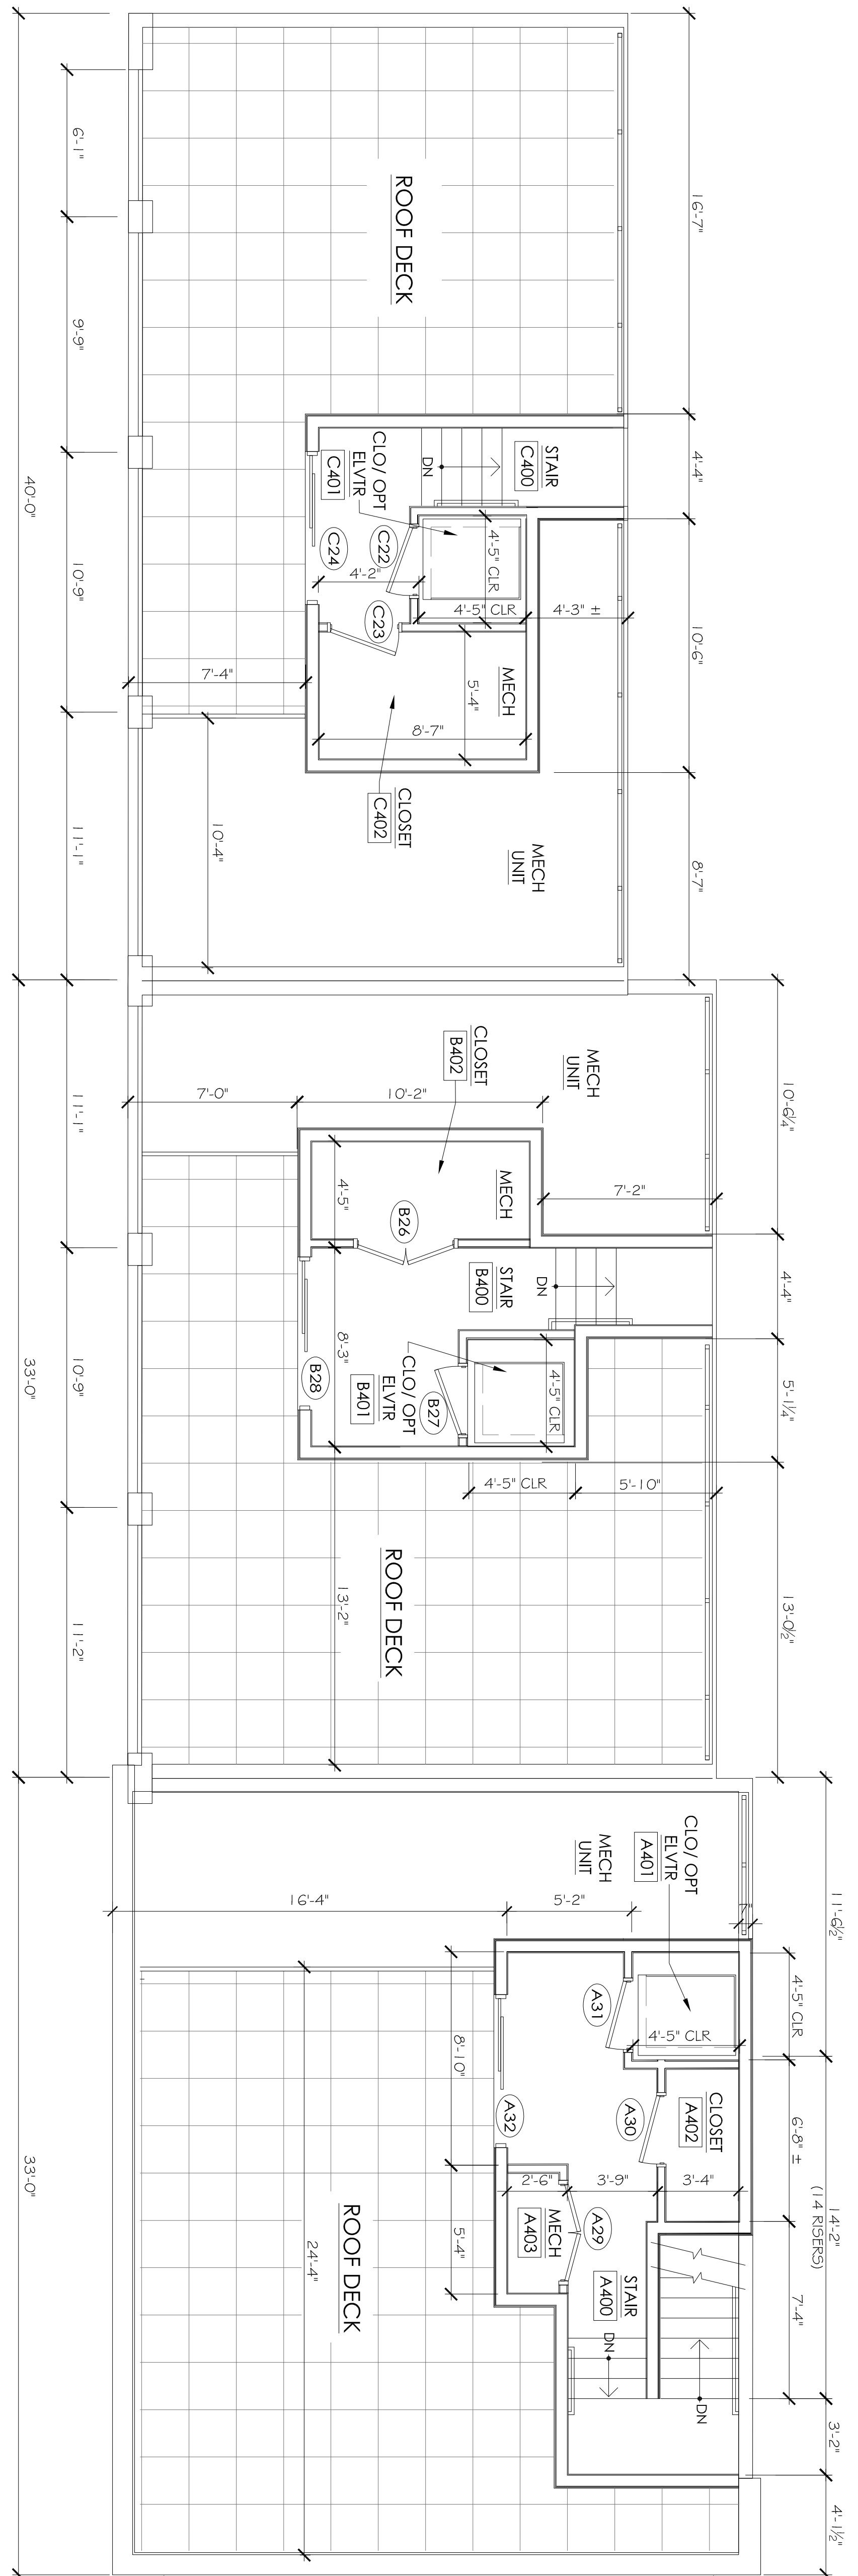 16'-7"
4'-4"
10'-6"
8'-7"
ROOF DECK
STAIR
C400
DN
CLO/ OPT
ELVTR
C401
C24
C22
C23
4'-5" CLR
4'-2"
4'-5" CLR
4'-3" ±
MECH
5'-4"
8'-7"
7'-4"
CLOSET
C402
MECH
UNIT
10'-4"
6'-1"
9'-9"
10'-9"
11'-1"
40'-0"
10'-6¼"
4'-4"
5'-1¼"
13'-0½"
MECH
UNIT
CLOSET
B402
7'-0"
10'-2"
7'-2"
MECH
4'-5"
B26
DN
STAIR
B400
8'-3"
B28
CLO/ OPT
ELVTR
B401
B27
4'-5" CLR
4'-5" CLR
5'-10"
ROOF DECK
13'-2"
11'-1"
10'-9"
11'-2"
33'-0"
11'-6½"
14'-2"
(14 RISERS)
3'-2"
4'-1½"
CLO/ OPT
ELVTR
A401
MECH
UNIT
16'-4"
5'-2"
7"
4'-5" CLR
4'-5" CLR
6'-8" ±
7'-4"
A31
A30
A32
CLOSET
A402
8'-10"
2'-6"
3'-9"
3'-4"
A29
MECH
A403
5'-4"
STAIR
A400
DN
DN
ROOF DECK
24'-4"
33'-0"